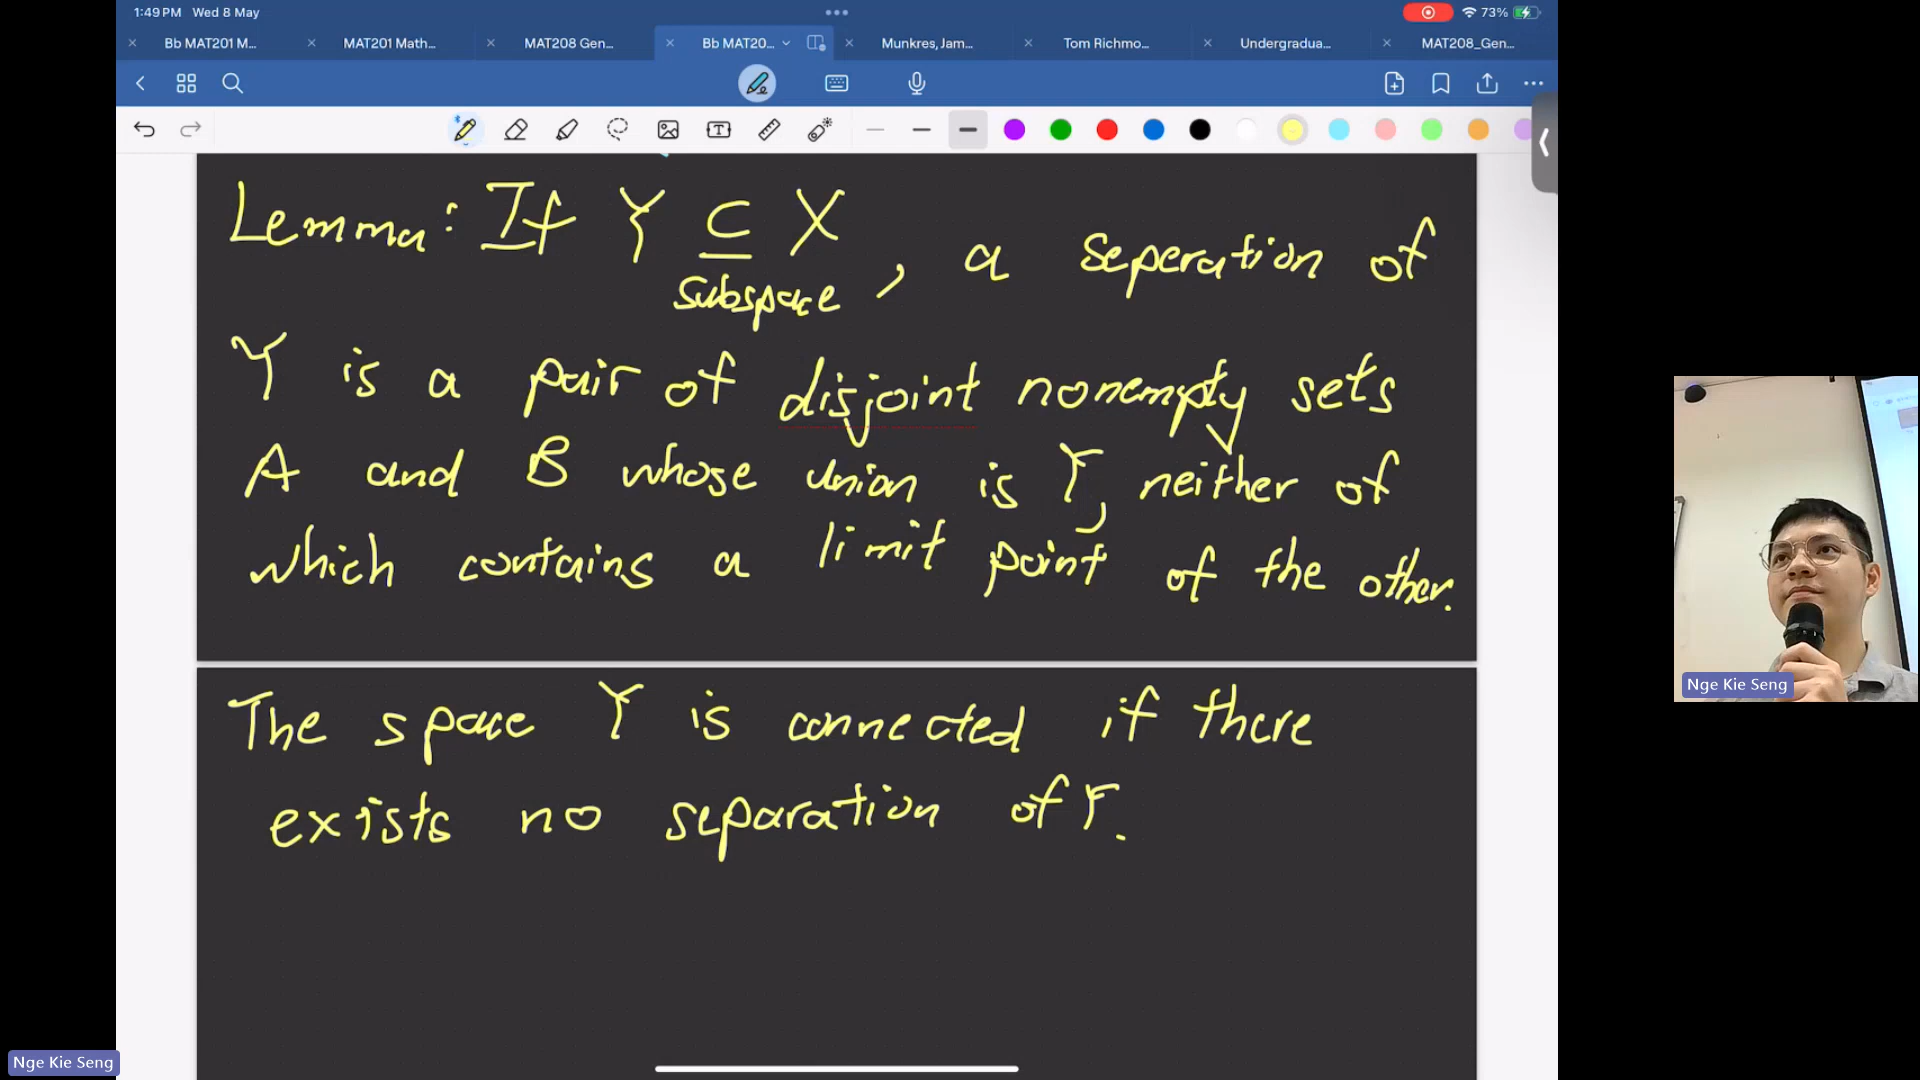 1:49 PM Wed 8 May
73%
Bb MAT201 M...
MAT201 Math...
MAT208 Gen...
Bb MAT20...
Munkres, Jam...
Tom Richmo...
Undergradua...
MAT208_Gen...
Lemma: If Y ⊆ X , a seperation of
subspace
Y is a pair of disjoint nonempty sets
A and B whose union is Y, neither of
which contains a limit point of the other.
The space Y is connected if there
exists no separation of Y.
Nge Kie Seng
Nge Kie Seng